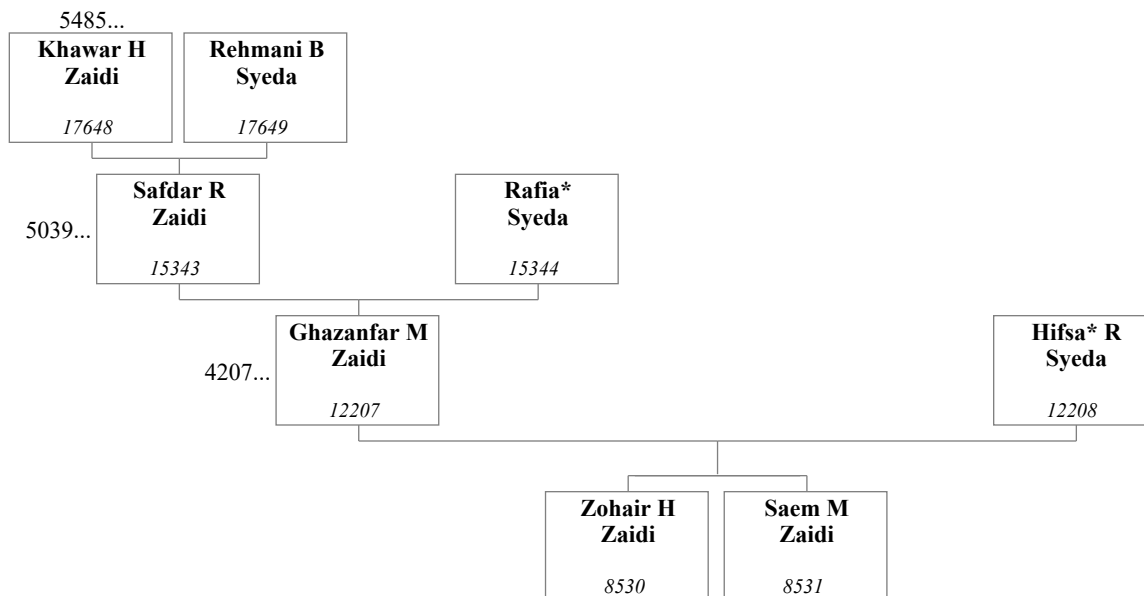 5485...
Khawar H
Zaidi
17648
Rehmani B
Syeda
17649
Safdar R
Zaidi
5039...
15343
Rafia*
Syeda
15344
Ghazanfar M
Zaidi
4207...
12207
Hifsa* R
Syeda
12208
Zohair H
Zaidi
8530
Saem M
Zaidi
8531